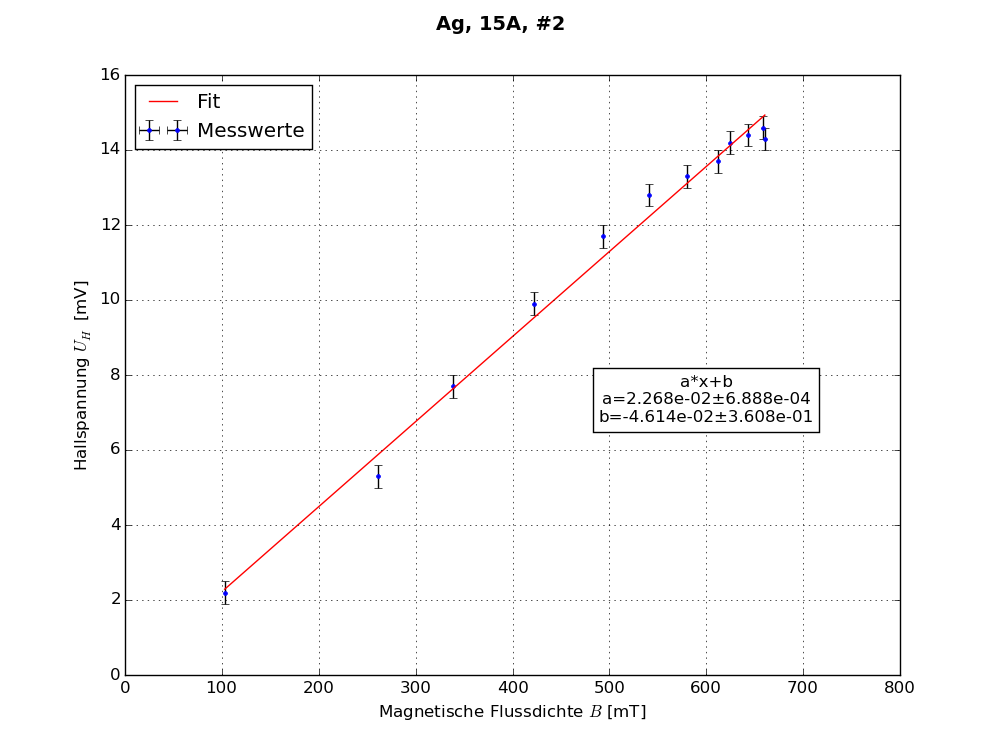 Ag, 15A, #2
Fit
Messwerte
16
14
12
10
8
6
4
2
0
Hallspannung U_H [mV]
a*x+b
a=2.268e-02±6.888e-04
b=-4.614e-02±3.608e-01
0 100 200 300 400 500 600 700 800
Magnetische Flussdichte B [mT]